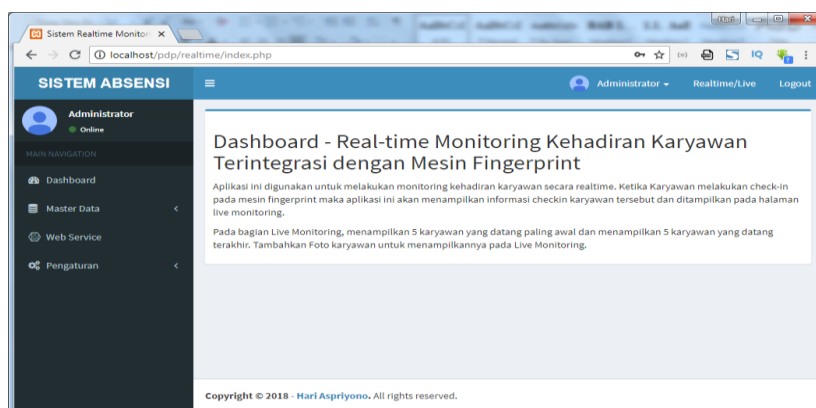 Hari
Sistem Realtime Monitor
localhost/pdp/realtime/index.php
IQ
SISTEM ABSENSI
Administrator
Realtime/Live
Logout
Administrator
Online
MAIN NAVIGATION
Dashboard
Master Data
Web Service
Pengaturan
Dashboard - Real-time Monitoring Kehadiran Karyawan
Terintegrasi dengan Mesin Fingerprint
Aplikasi ini digunakan untuk melakukan monitoring kehadiran karyawan secara realtime. Ketika Karyawan melakukan check-in
pada mesin fingerprint maka aplikasi ini akan menampilkan informasi checkin karyawan tersebut dan ditampilkan pada halaman
live monitoring.
Pada bagian Live Monitoring, menampilkan 5 karyawan yang datang paling awal dan menampilkan 5 karyawan yang datang
terakhir. Tambahkan Foto karyawan untuk menampilkannya pada Live Monitoring.
Copyright © 2018 - Hari Aspriyono. All rights reserved.